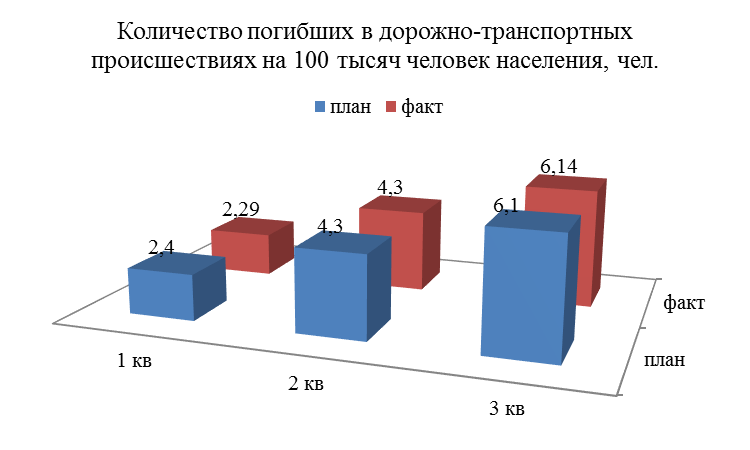 Количество погибших в дорожно-транспортных
происшествиях на 100 тысяч человек населения, чел.
план факт
6,14
6,1
4,3
2,29
4,3
2,4
факт
план
1 кв
2 кв
3 кв